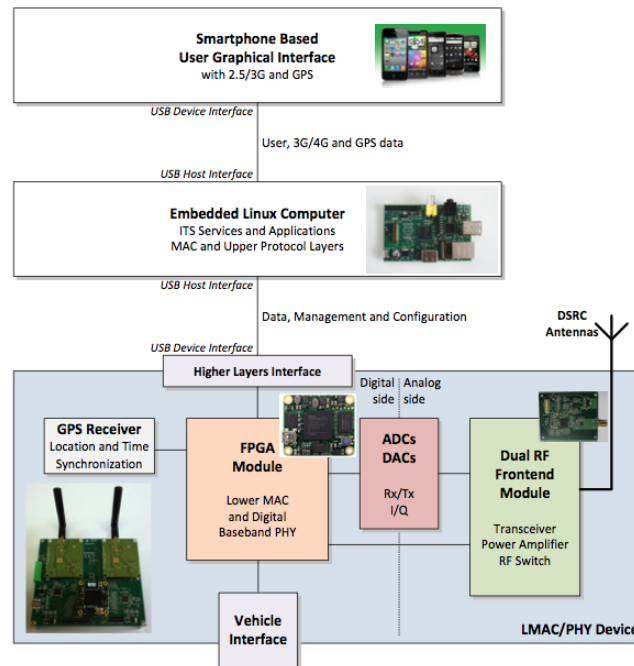 Smartphone Based
User Graphical Interface
with 2.5/3G and GPS
USB Device Interface
User, 3G/4G and GPS data
USB Host Interface
Embedded Linux Computer
ITS Services and Applications
MAC and Upper Protocol Layers
USB Host Interface
Data, Management and Configuration
DSRC
Antennas
USB Device Interface
Higher Layers Interface
Digital
side
Analog
side
GPS Receiver
Location and Time
Synchronization
FPGA
Module
Lower MAC
and Digital
Baseband PHY
ADCs
DACs
Rx/Tx
I/Q
Dual RF
Frontend
Module
Transceiver
Power Amplifier
RF Switch
Vehicle
Interface
LMAC/PHY Device